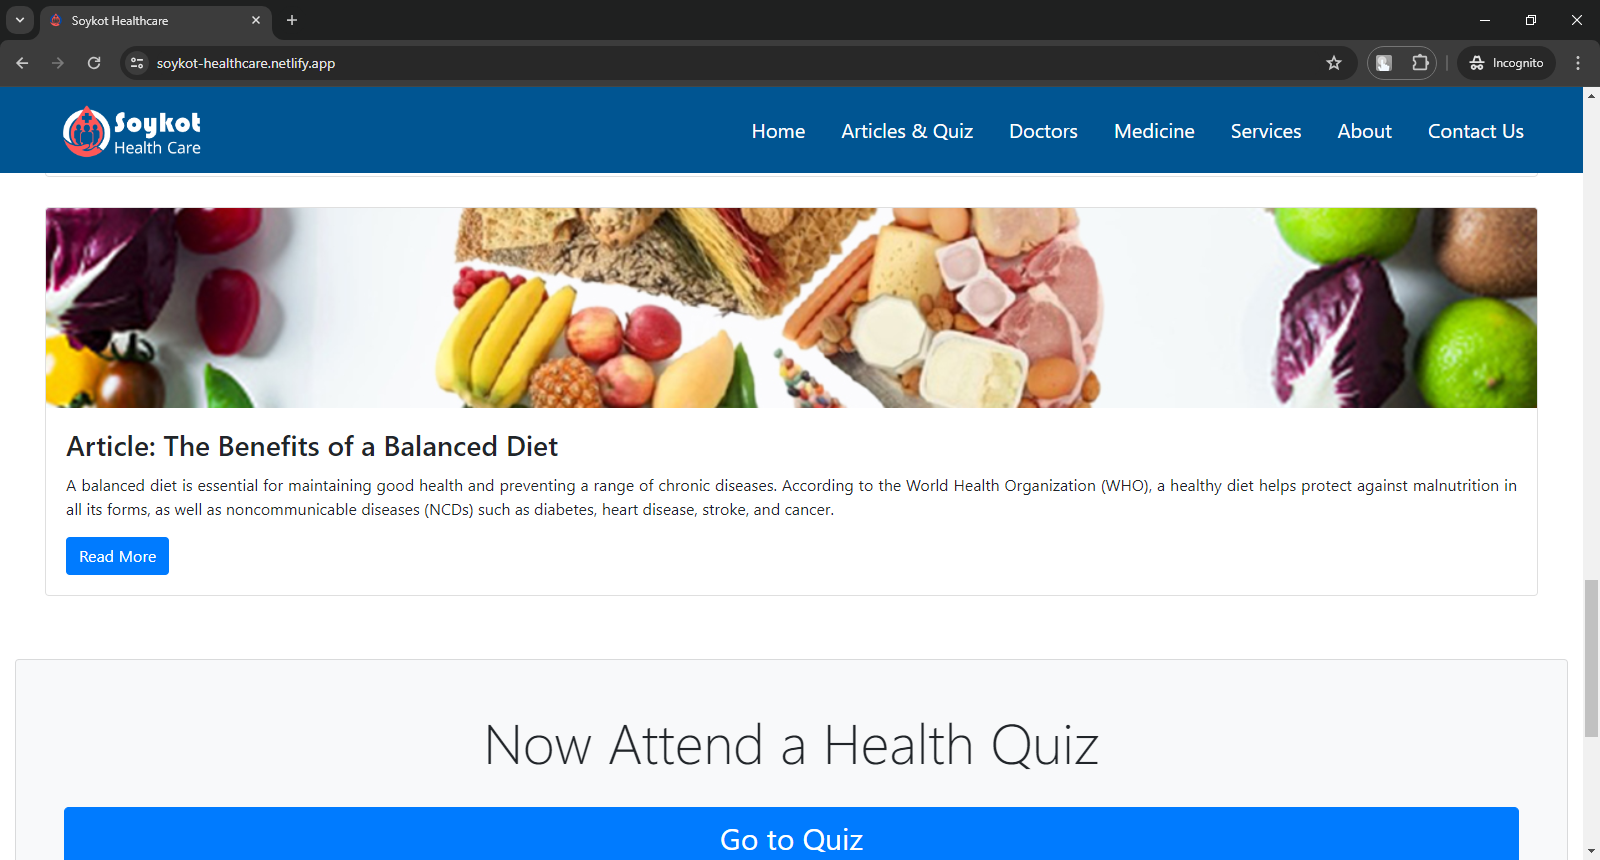 Soykot Healthcare
soykot-healthcare.netlify.app
Incognito
Soykot
Health Care
Home Articles & Quiz Doctors Medicine Services About Contact Us
Article: The Benefits of a Balanced Diet
A balanced diet is essential for maintaining good health and preventing a range of chronic diseases. According to the World Health Organization (WHO), a healthy diet helps protect against malnutrition in
all its forms, as well as noncommunicable diseases (NCDs) such as diabetes, heart disease, stroke, and cancer.
Read More
Now Attend a Health Quiz
Go to Quiz